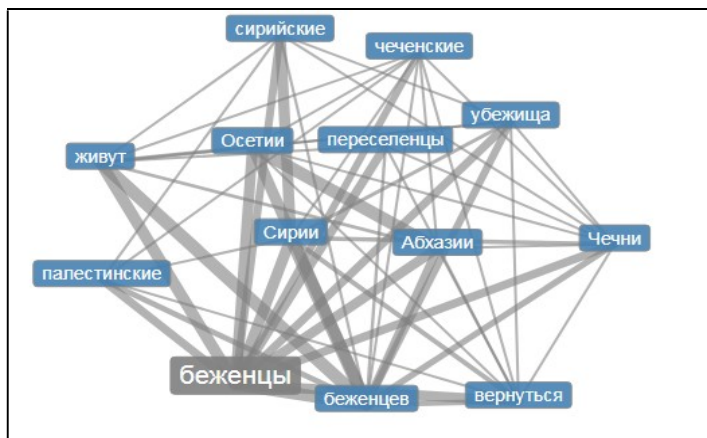 сирийские
чеченские
убежища
Осетии
переселенцы
живут
Сирии
Абхазии
Чечни
палестинские
беженцы
беженцев
вернуться